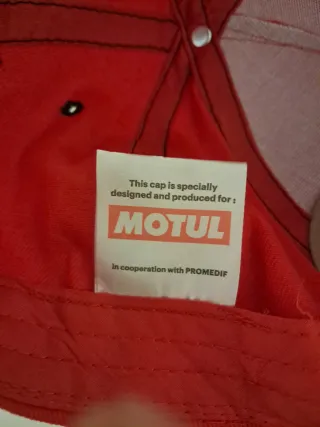 This cap is specially
designed and produced for :
MOTUL
in cooperation with PROMEDIF